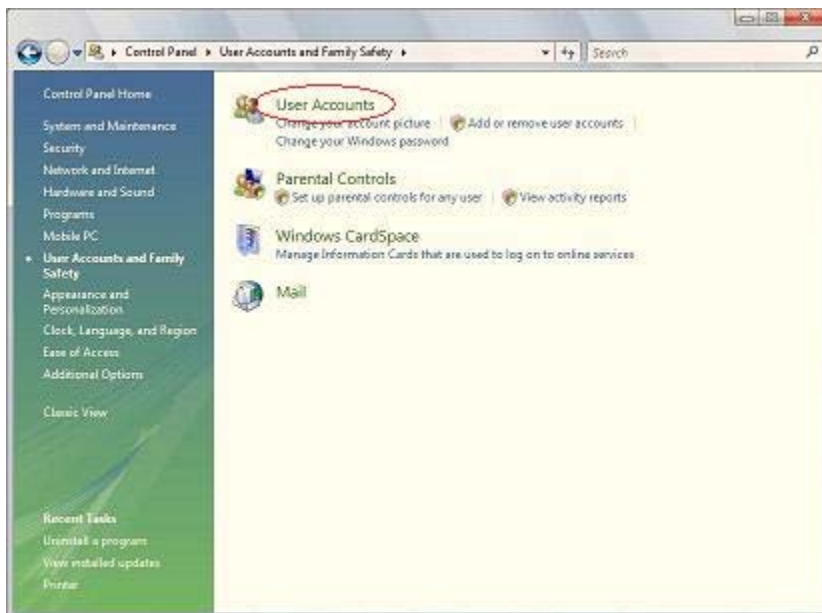 Control Panel ▸ User Accounts and Family Safety ▸
Search
Control Panel Home
System and Maintenance
Security
Network and Internet
Hardware and Sound
Programs
Mobile PC
• User Accounts and Family
Safety
Appearance and
Personalization
Clock, Language, and Region
Ease of Access
Additional Options
Classic View
Recent Tasks
Uninstall a program
View installed updates
Printer
User Accounts
Change your account picture | Add or remove user accounts |
Change your Windows password
Parental Controls
Set up parental controls for any user | View activity reports
Windows CardSpace
Manage Information Cards that are used to log on to online services
Mail